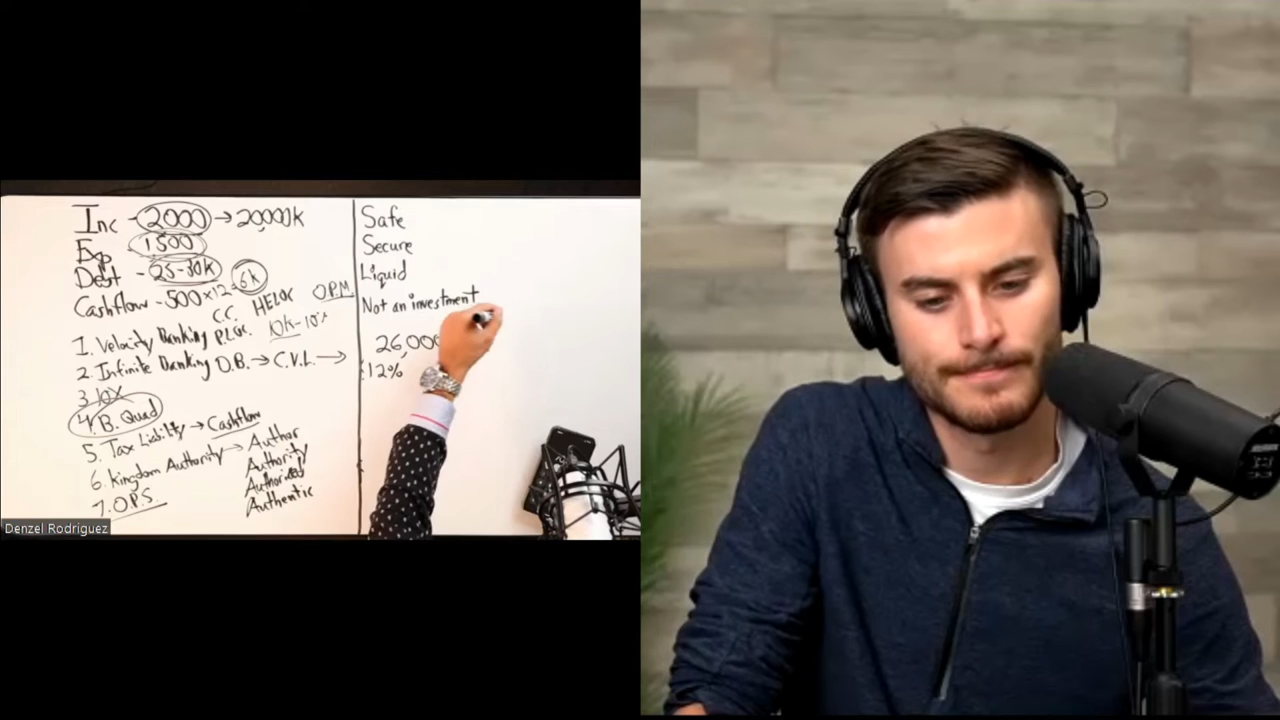 Inc - 2000 → 20,000k
Exp - 1500
Debt - 25-30k
Cashflow - 500 x 12 = 6k
C.C. HELOC O.P.M
1. Velocity Banking P.L.O.C. 10k-10%
2. Infinite Banking D.B. → C.V.L. →
3. 10X
4. B. Quad
5. Tax Liability → Cashflow
6. Kingdom Authority → Author
Authority
Authorized
Authentic
7. O.P.S.
Safe
Secure
Liquid
Not an investment
26,000
12%
Denzel Rodriguez